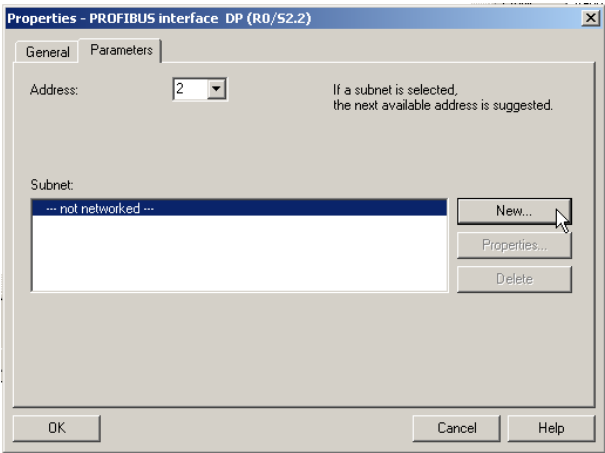 Properties - PROFIBUS interface DP (R0/S2.2)
General Parameters
Address: 2 If a subnet is selected,
the next available address is suggested.
Subnet:
--- not networked ---
New...
Properties...
Delete
OK Cancel Help